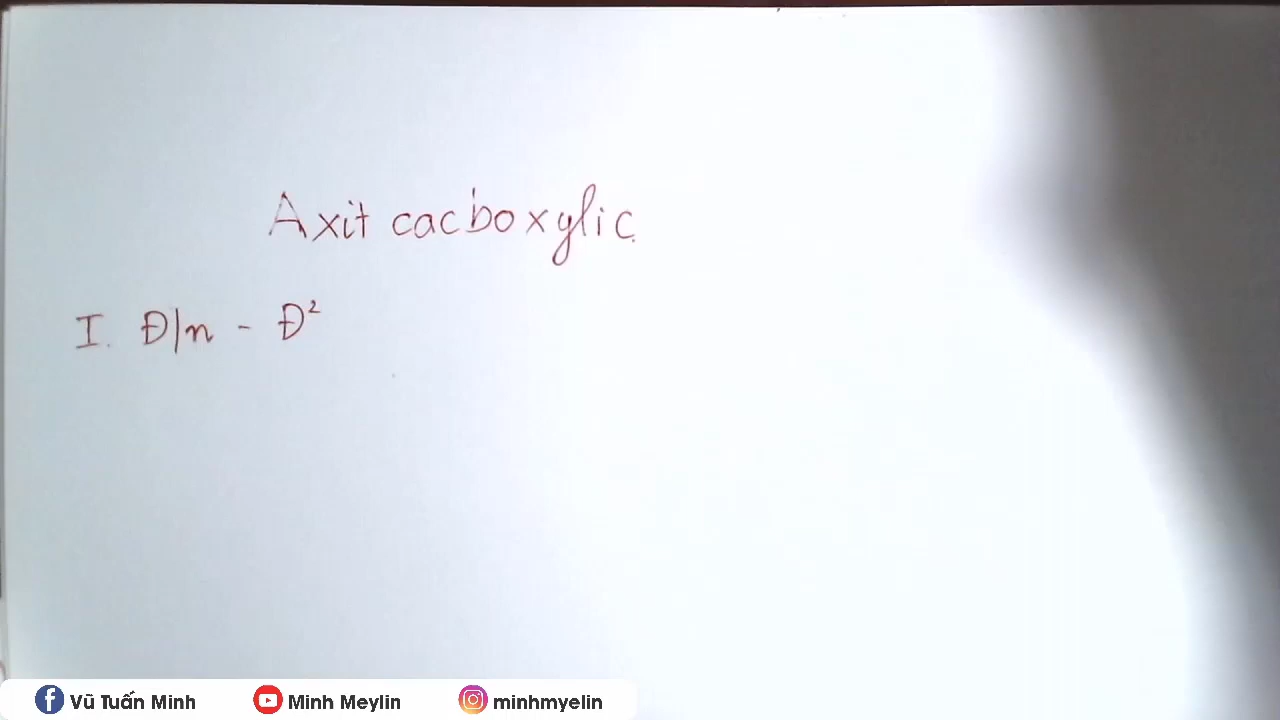 Axit cacboxylic.
I. Đ/n - Đ²
Vũ Tuấn Minh Minh Meylin minhmyelin